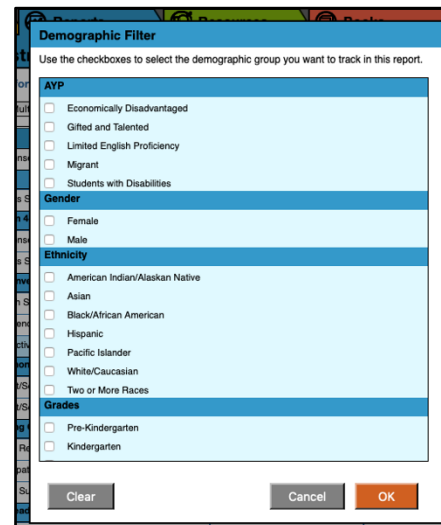 Reports Resources Books
Demographic Filter
Use the checkboxes to select the demographic group you want to track in this report.
AYP
Economically Disadvantaged
Gifted and Talented
Limited English Proficiency
Migrant
Students with Disabilities
Gender
Female
Male
Ethnicity
American Indian/Alaskan Native
Asian
Black/African American
Hispanic
Pacific Islander
White/Caucasian
Two or More Races
Grades
Pre-Kindergarten
Kindergarten
Clear Cancel OK